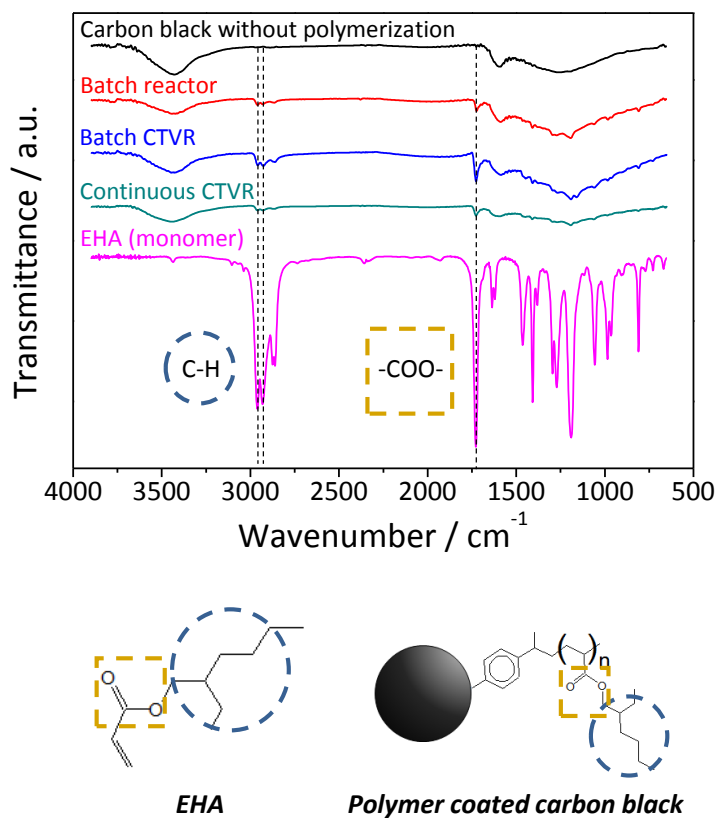 Carbon black without polymerization
Batch reactor
Batch CTVR
Continuous CTVR
EHA (monomer)
C-H
-COO-
Transmittance / a.u.
4000 3500 3000 2500 2000 1500 1000 500
Wavenumber / cm⁻¹
O
O
( ) n
O
O
EHA
Polymer coated carbon black